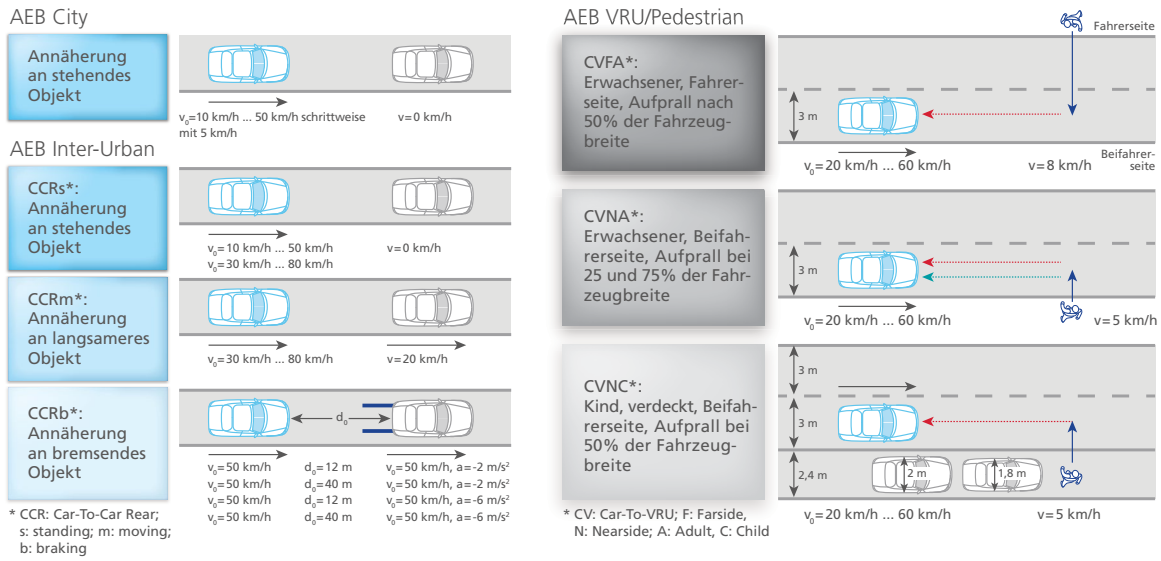 AEB City
Annäherung
an stehendes
Objekt
v₀=10 km/h ... 50 km/h schrittweise
mit 5 km/h
v=0 km/h
AEB Inter-Urban
CCRs*:
Annäherung
an stehendes
Objekt
v₀=10 km/h ... 50 km/h
v₀=30 km/h ... 80 km/h
v=0 km/h
CCRm*:
Annäherung
an langsameres
Objekt
v₀=30 km/h ... 80 km/h
v=20 km/h
CCRb*:
Annäherung
an bremsendes
Objekt
d₀
v₀=50 km/h d₀=12 m v₀=50 km/h, a=-2 m/s²
v₀=50 km/h d₀=40 m v₀=50 km/h, a=-2 m/s²
v₀=50 km/h d₀=12 m v₀=50 km/h, a=-6 m/s²
v₀=50 km/h d₀=40 m v₀=50 km/h, a=-6 m/s²
* CCR: Car-To-Car Rear;
s: standing; m: moving;
b: braking
AEB VRU/Pedestrian
CVFA*:
Erwachsener, Fahrer-
seite, Aufprall nach
50% der Fahrzeug-
breite
Fahrerseite
3 m
Beifahrer-
seite
v₀=20 km/h ... 60 km/h
v=8 km/h
CVNA*:
Erwachsener, Beifah-
rerseite, Aufprall bei
25 und 75% der Fahr-
zeugbreite
3 m
v₀=20 km/h ... 60 km/h
v=5 km/h
CVNC*:
Kind, verdeckt, Beifah-
rerseite, Aufprall bei
50% der Fahrzeug-
breite
3 m
3 m
2,4 m
2 m
1,8 m
v₀=20 km/h ... 60 km/h
v=5 km/h
* CV: Car-To-VRU; F: Farside,
N: Nearside; A: Adult, C: Child